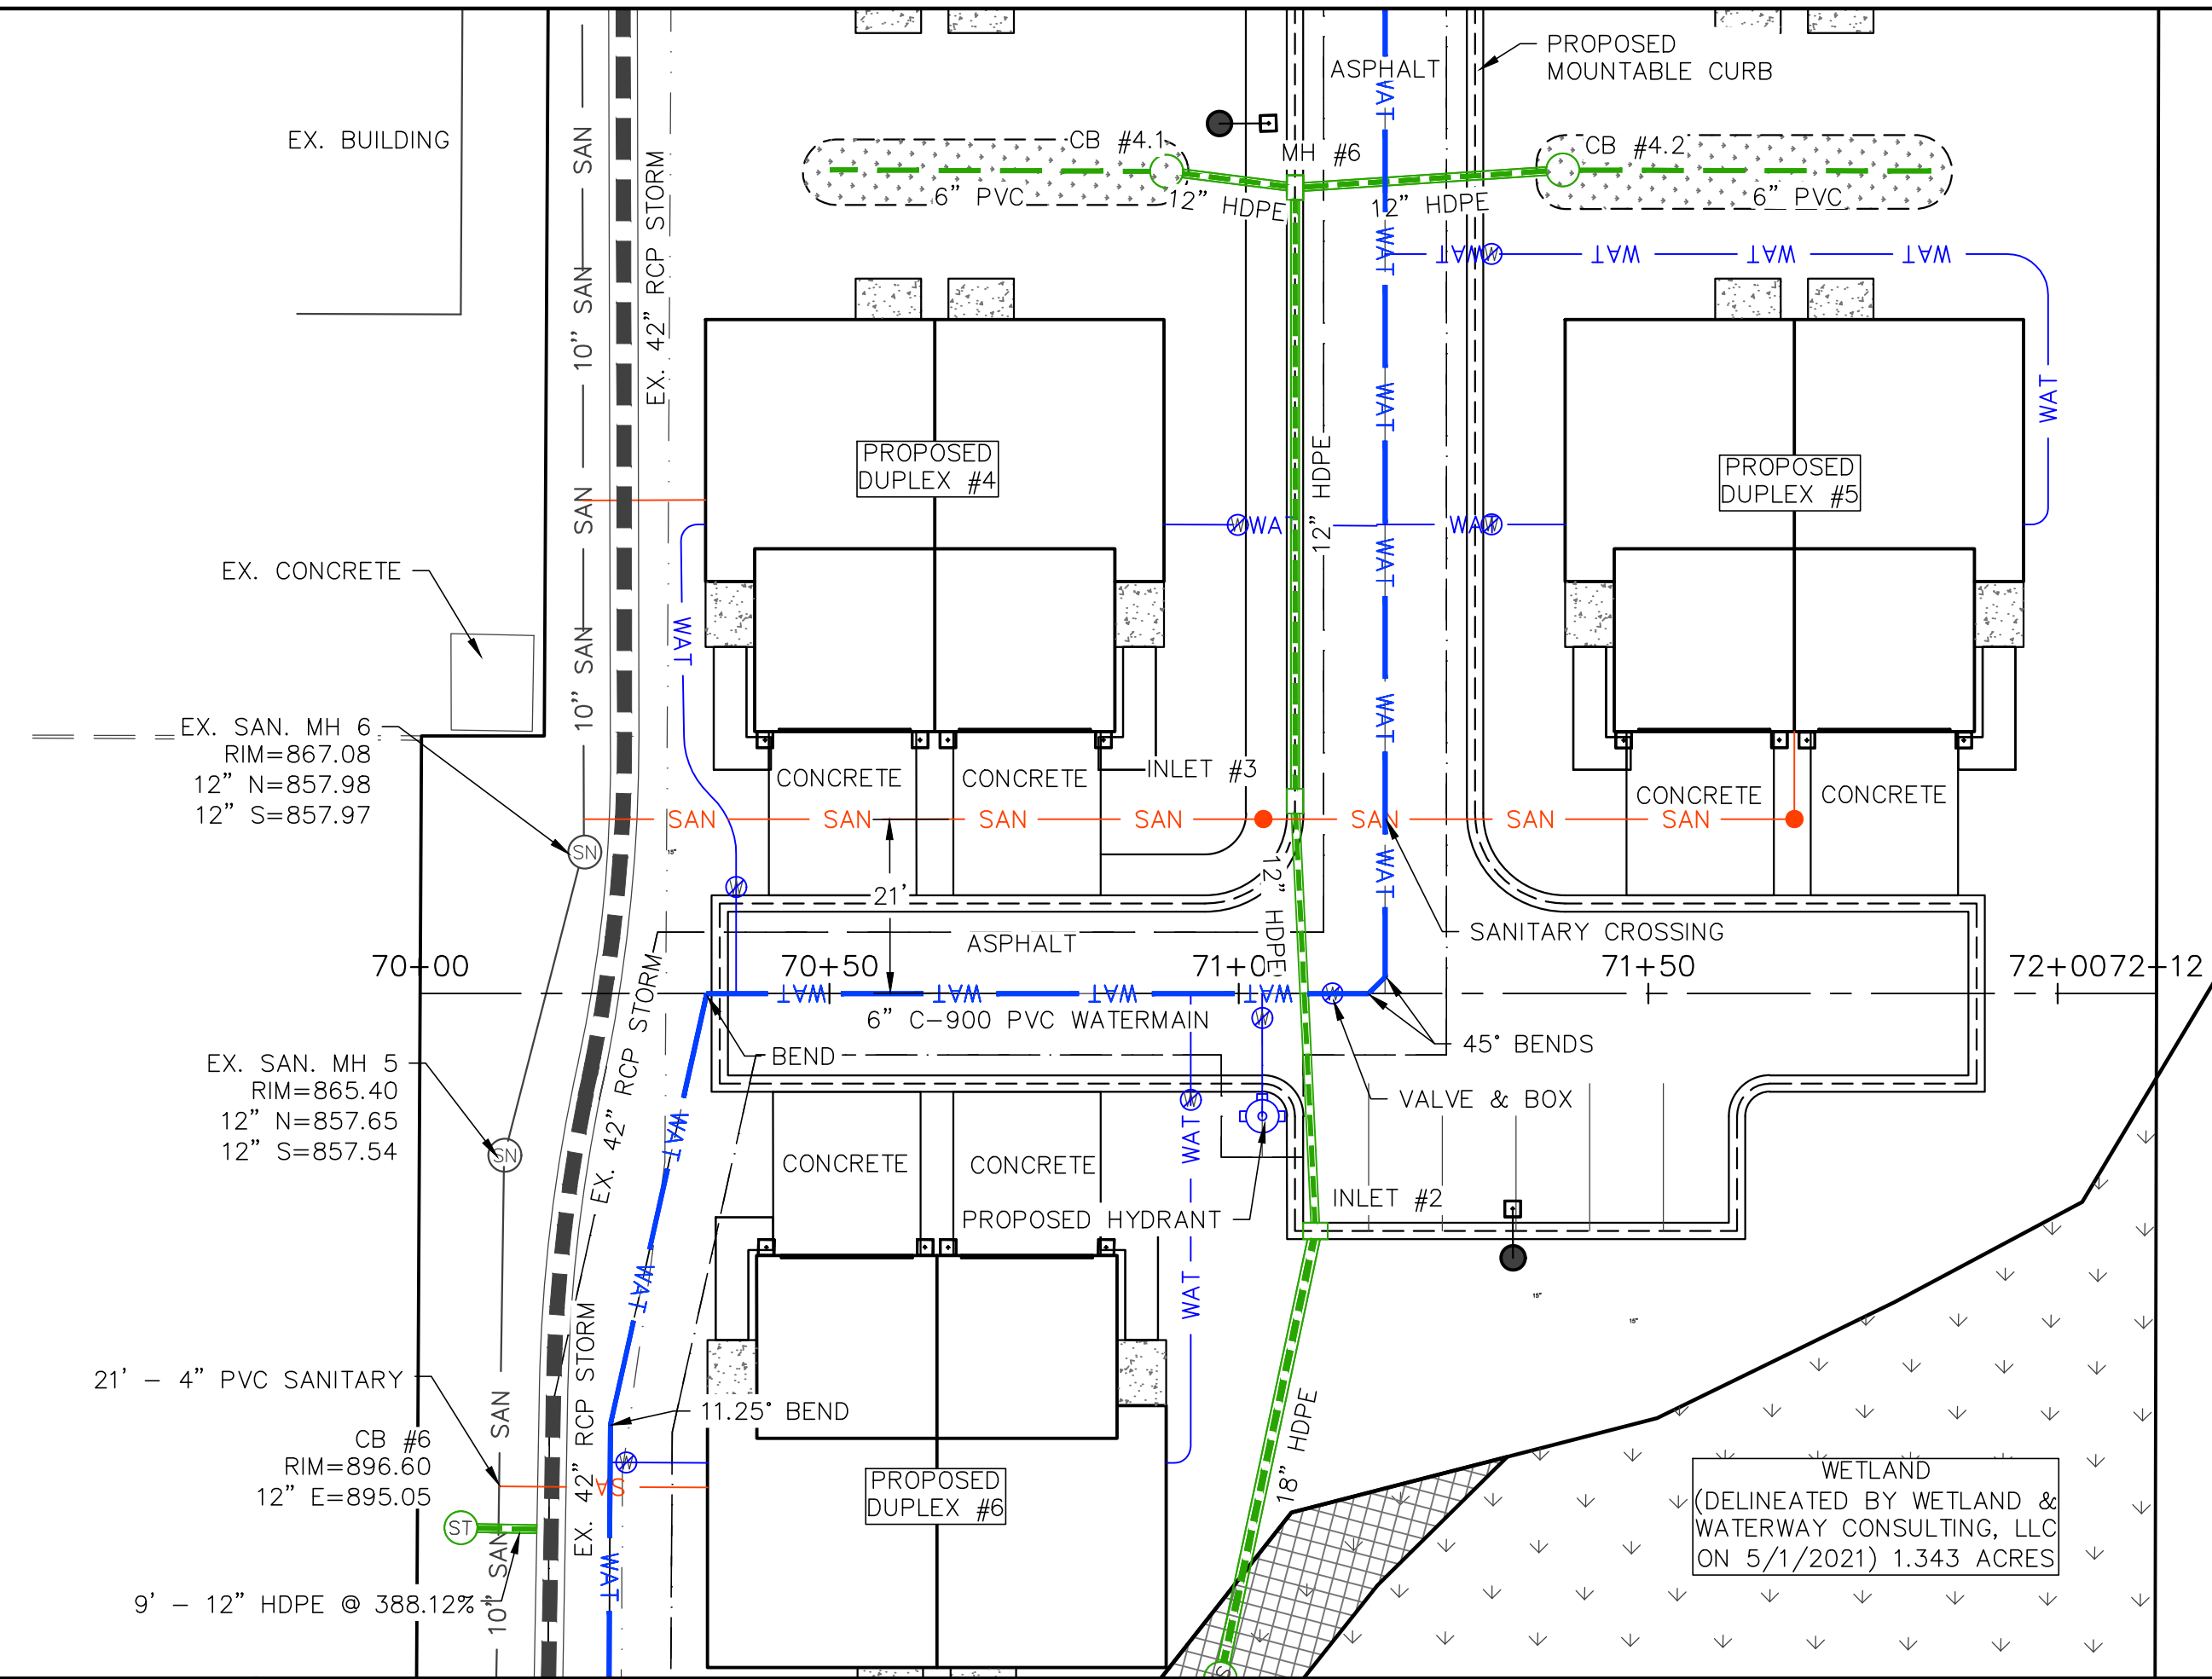 PROPOSED
MOUNTABLE CURB
ASPHALT
WAT
EX. BUILDING
SAN
EX. 42" RCP STORM
CB #4.1
MH #6
CB #4.2
6" PVC
12" HDPE
12" HDPE
6" PVC
WAT
WAT
WAT
WAT
WAT
10" SAN
WAT
WAT
PROPOSED
DUPLEX #4
PROPOSED
DUPLEX #5
12" HDPE
SAN
WA
WAT
WAT
EX. CONCRETE
WAT
10" SAN
WAT
EX. SAN. MH 6
RIM=867.08
12" N=857.98
12" S=857.97
CONCRETE
CONCRETE
INLET #3
CONCRETE
CONCRETE
SAN
SAN
SAN
SAN
SAN
SAN
SAN
SN
15"
WAT
21'
12" HDPE
ASPHALT
SANITARY CROSSING
70+00
70+50
71+0
71+50
72+00
72+12
WAT
WAT
WAT
WAT
6" C-900 PVC WATERMAIN
EX. 42" RCP STORM
BEND
45° BENDS
EX. SAN. MH 5
RIM=865.40
12" N=857.65
12" S=857.54
SN
VALVE & BOX
WAT
WAT
CONCRETE
CONCRETE
INLET #2
PROPOSED HYDRANT
WAT
WAT
15"
15"
EX. 42" RCP STORM
21' - 4" PVC SANITARY
SAN
11.25° BEND
CB #6
RIM=896.60
12" E=895.05
SA
18" HDPE
PROPOSED
DUPLEX #6
WETLAND
(DELINEATED BY WETLAND &
WATERWAY CONSULTING, LLC
ON 5/1/2021) 1.343 ACRES
ST
WAT
10" SAN
9' - 12" HDPE @ 388.12%
S